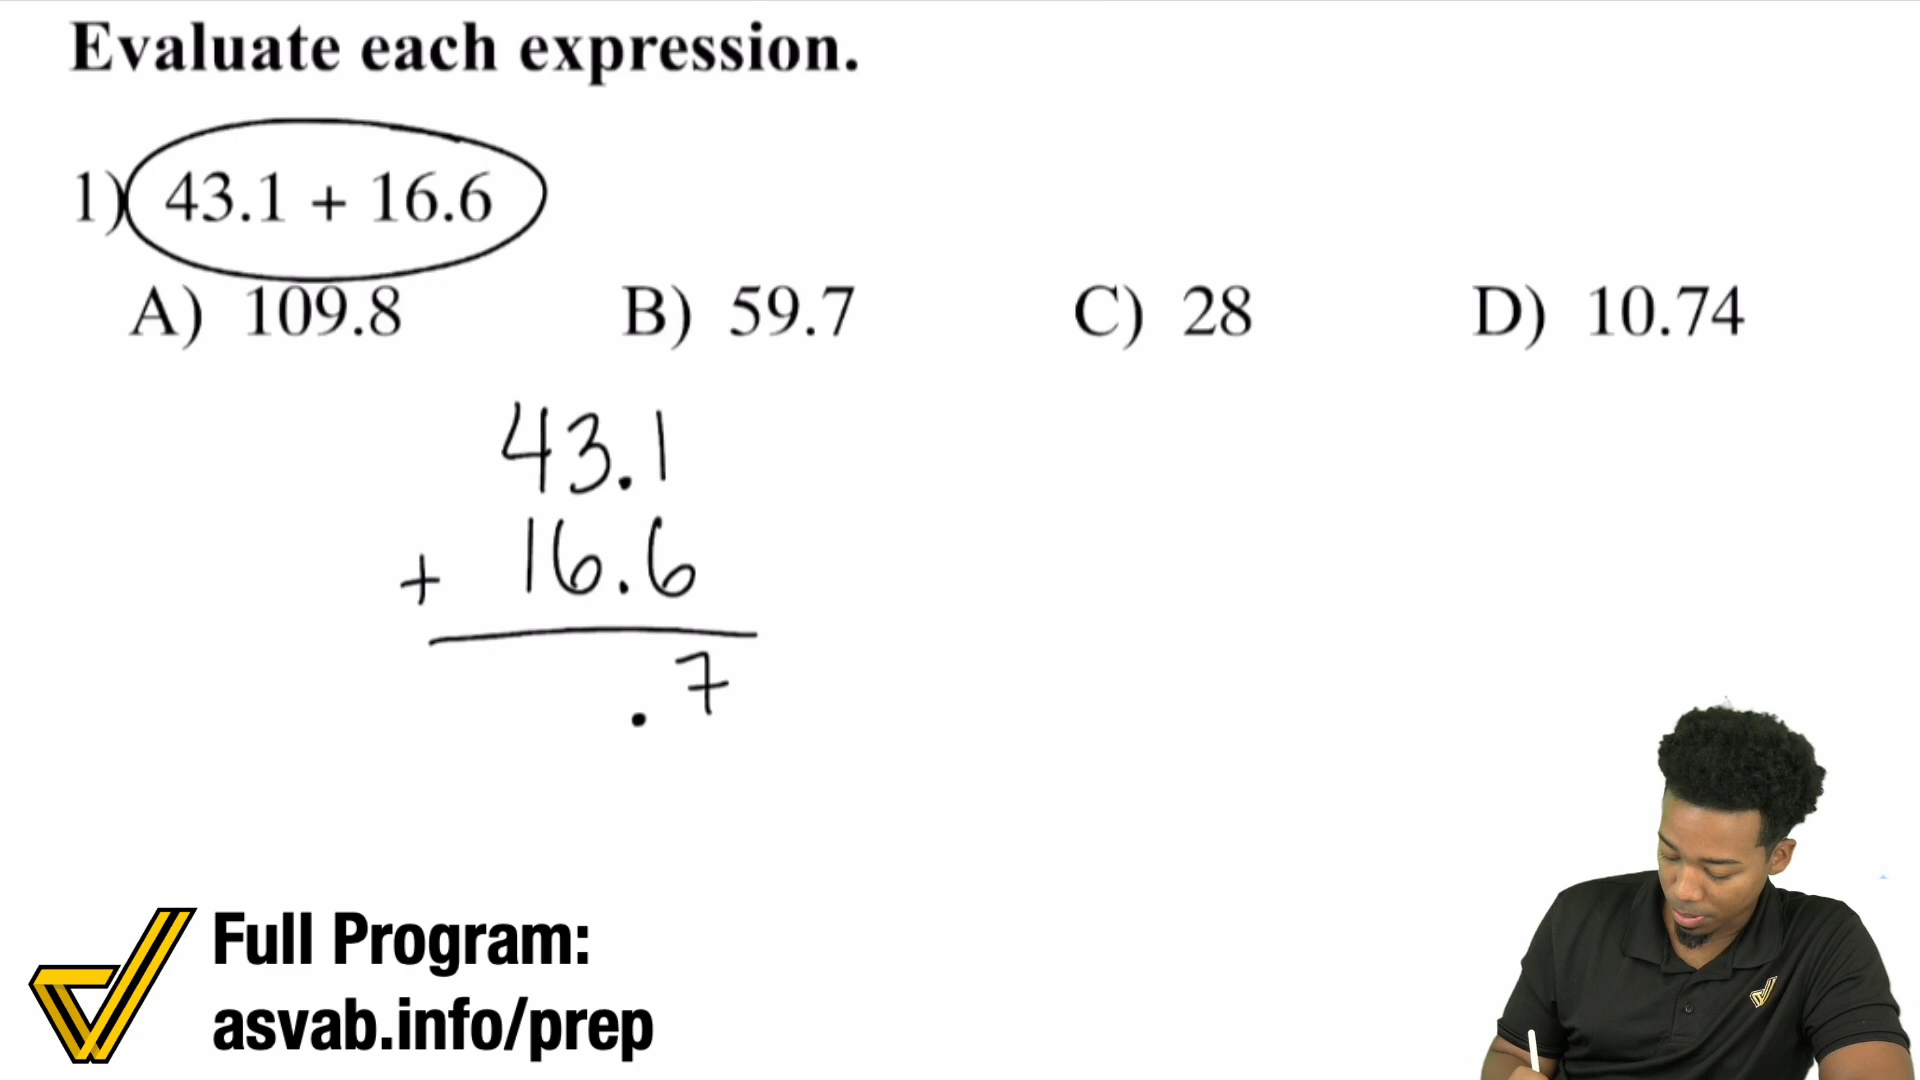 Evaluate each expression.
1) 43.1 + 16.6
A) 109.8 B) 59.7 C) 28 D) 10.74
43.1
+ 16.6
.7
Full Program:
asvab.info/prep